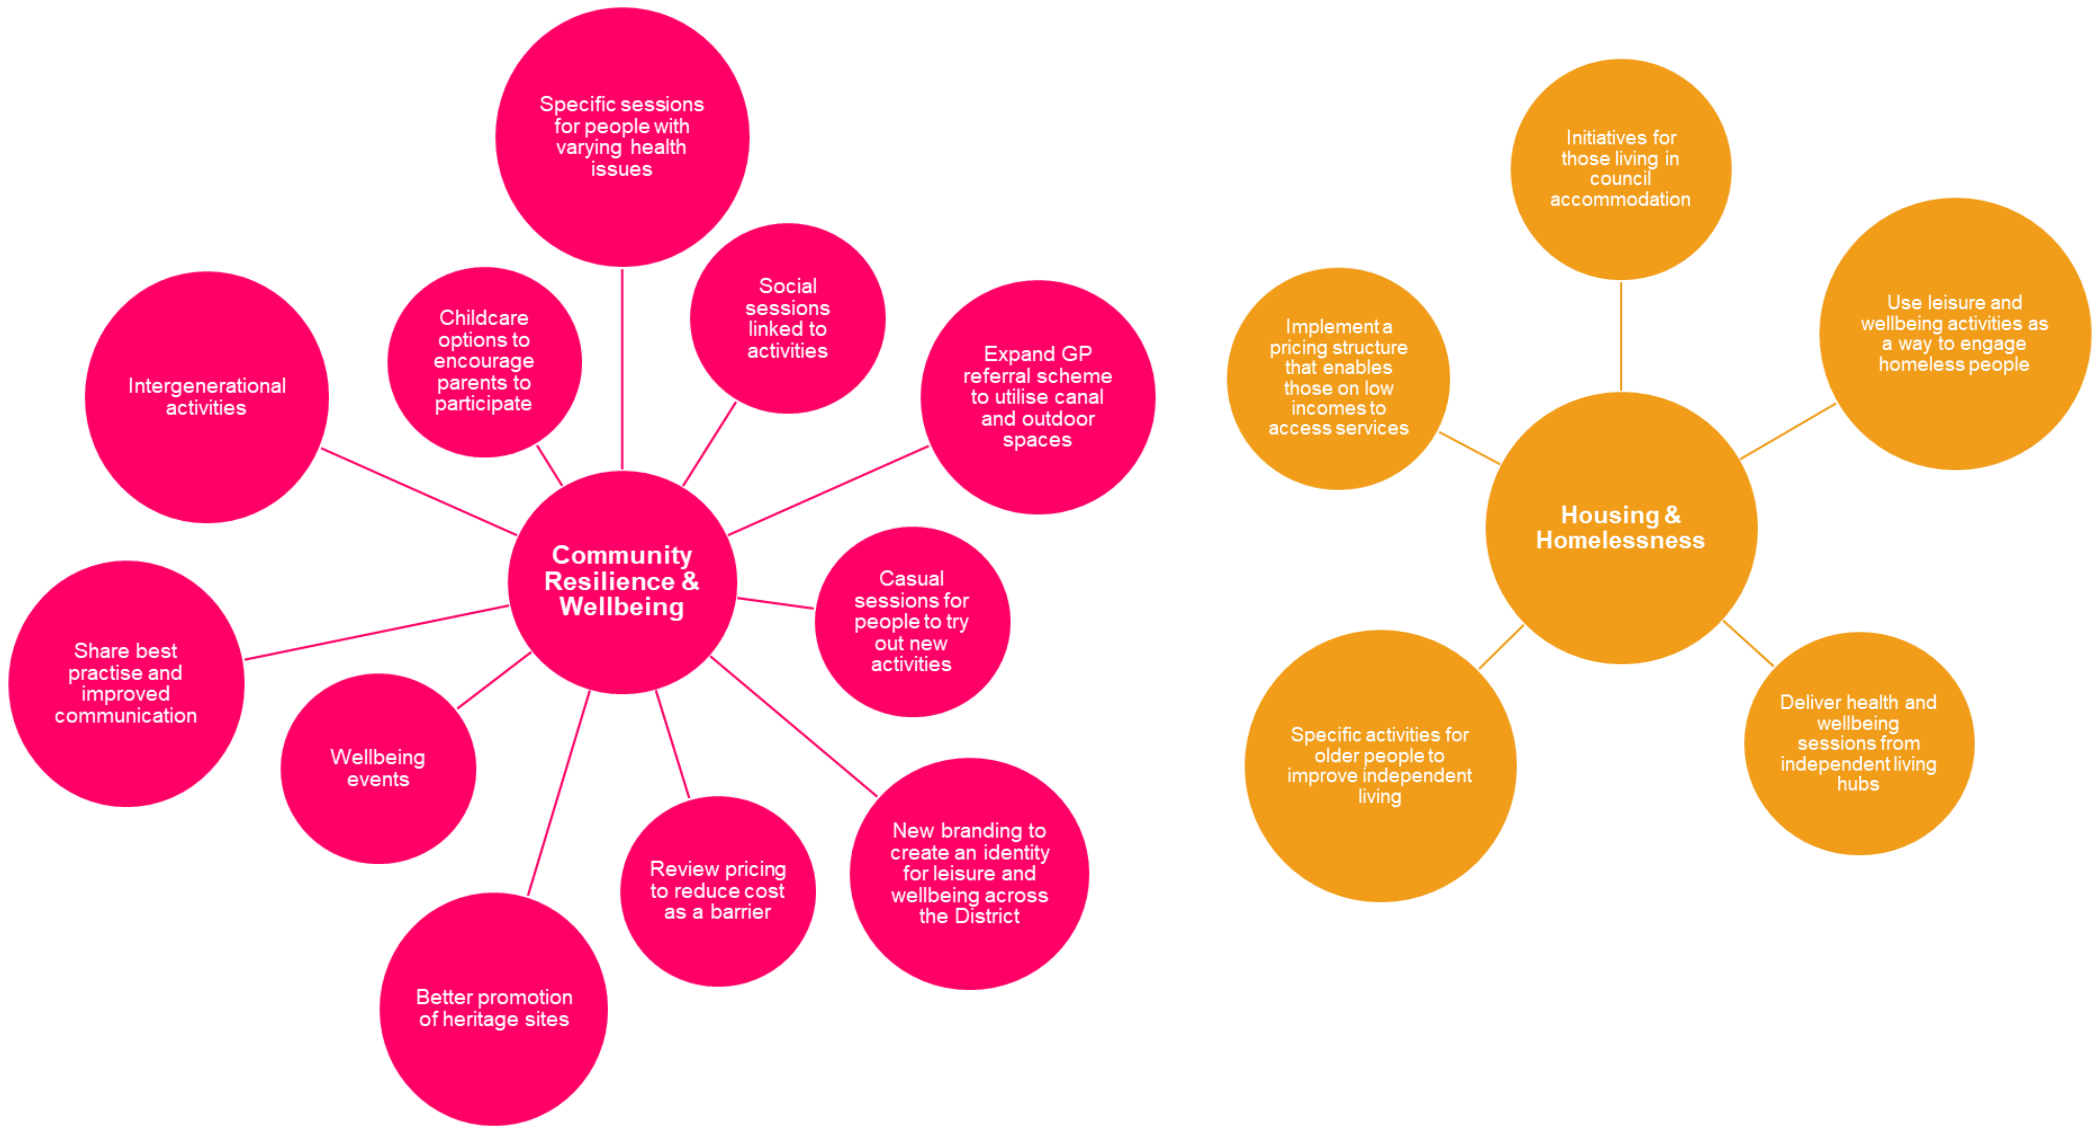 Specific sessions
for people with
varying health
issues
Social
sessions
linked to
activities
Childcare
options to
encourage
parents to
participate
Expand GP
referral scheme
to utilise canal
and outdoor
spaces
Intergenerational
activities
Community
Resilience &
Wellbeing
Casual
sessions for
people to try
out new
activities
Share best
practise and
improved
communication
Wellbeing
events
New branding to
create an identity
for leisure and
wellbeing across
the District
Review pricing
to reduce cost
as a barrier
Better promotion
of heritage sites
Initiatives for
those living in
council
accommodation
Use leisure and
wellbeing activities as
a way to engage
homeless people
Implement a
pricing structure
that enables
those on low
incomes to
access services
Housing &
Homelessness
Specific activities for
older people to
improve independent
living
Deliver health and
wellbeing
sessions from
independent living
hubs